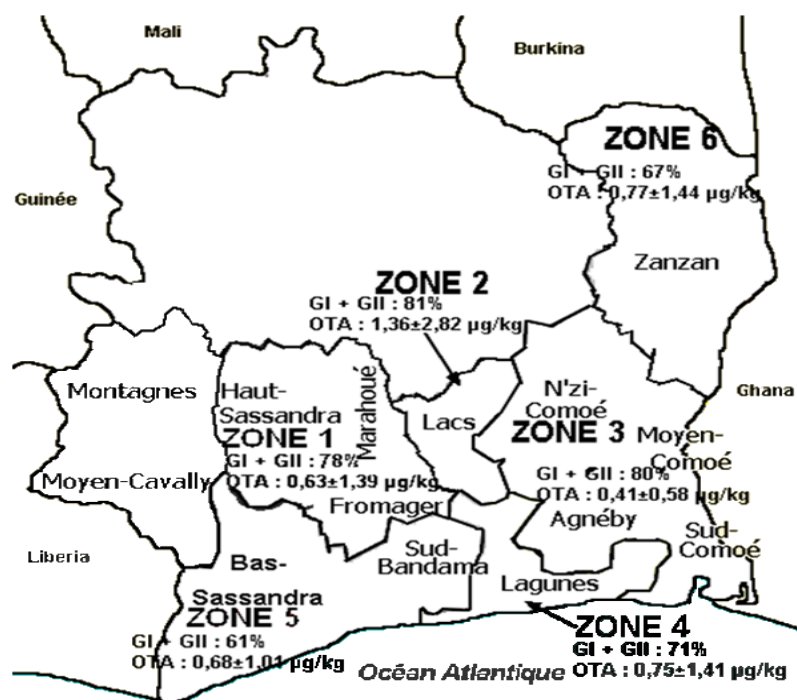 Mali
Burkina
ZONE 6
GI + GII : 67%
OTA : 0,77±1,44 µg/kg
Guinée
Zanzan
ZONE 2
GI + GII : 81%
OTA : 1,36±2,82 µg/kg
Montagnes
Haut-
Sassandra
Marahoué
Lacs
N'zi-
Comoé
Ghana
ZONE 1
GI + GII : 78%
OTA : 0,63±1,39 µg/kg
ZONE 3
GI + GII : 80%
OTA : 0,41±0,58 µg/kg
Moyen-
Comoé
Moyen-Cavally
Fromager
Agnéby
Sud-
Comoé
Liberia
Bas-
Sassandra
Sud-
Bandama
Lagunes
ZONE 5
GI + GII : 61%
OTA : 0,68±1,01 µg/kg
ZONE 4
GI + GII : 71%
OTA : 0,75±1,41 µg/kg
Océan Atlantique